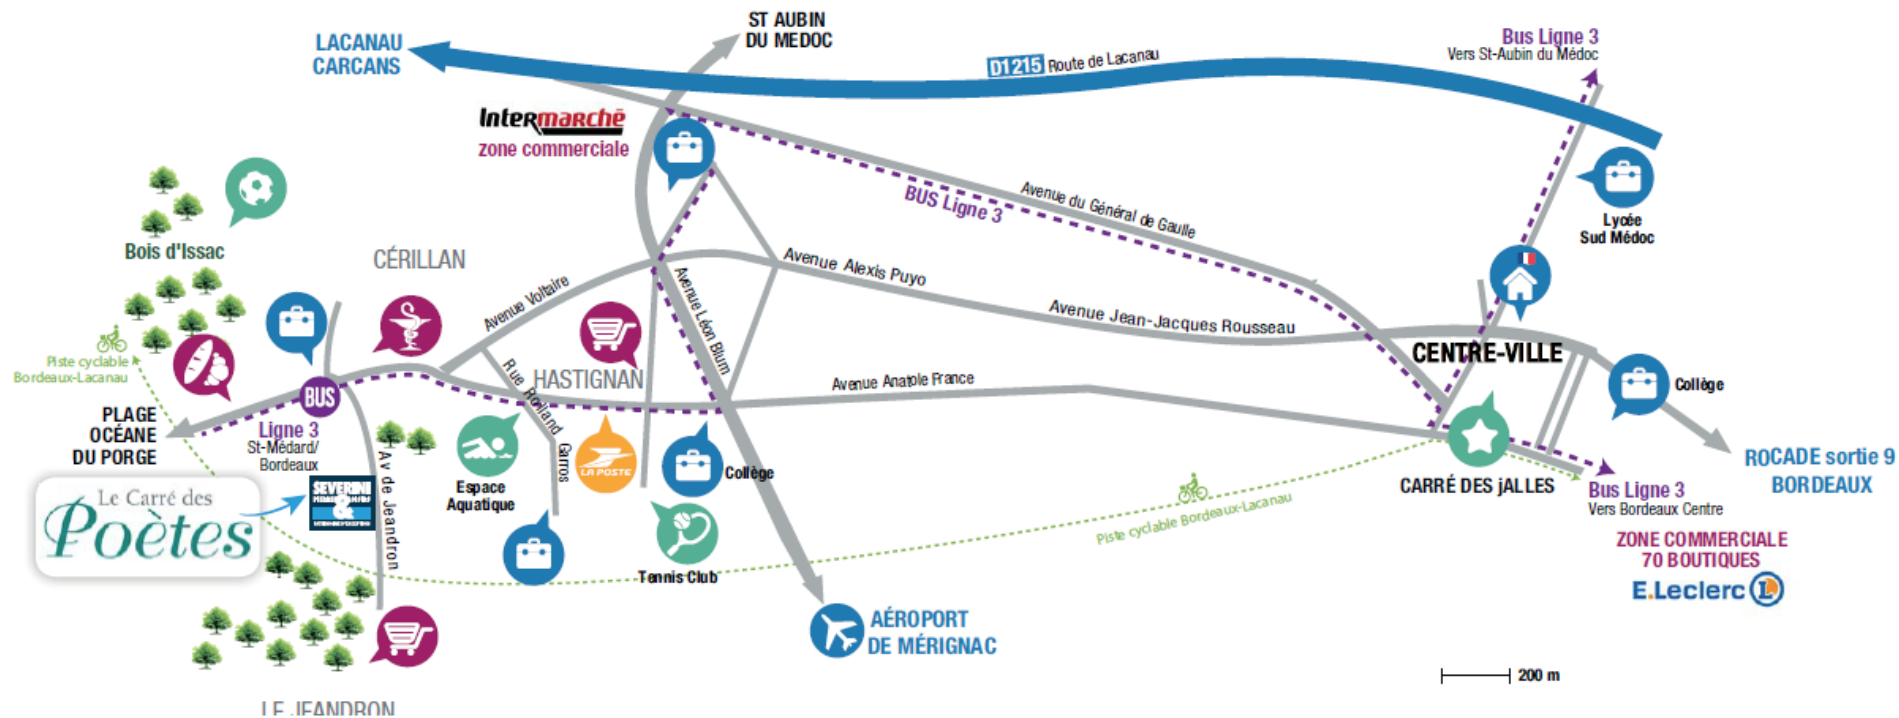 ST AUBIN
DU MEDOC
LACANAU
CARCANS
D1215 Route de Lacanau
Bus Ligne 3
Vers St-Aubin du Médoc
Intermarché
zone commerciale
BUS Ligne 3
Avenue du Général de Gaulle
Lycée
Sud Médoc
Bois d'Issac
CÉRILLAN
Avenue Voltaire
Avenue Léon Blum
Avenue Alexis Puyo
Avenue Jean-Jacques Rousseau
CENTRE-VILLE
Piste cyclable
Bordeaux-Lacanau
BUS
Rue Rolland
Garros
HASTIGNAN
Avenue Anatole France
Collège
PLAGE
OCÉANE
DU PORGE
Ligne 3
St-Médard/
Bordeaux
Av de Jeandron
LA POSTE
Espace
Aquatique
Collège
CARRÉ DES jALLES
ROCADE sortie 9
BORDEAUX
Bus Ligne 3
Vers Bordeaux Centre
Le Carré des
Poètes
SEVERINI
&
Piste cyclable Bordeaux-Lacanau
ZONE COMMERCIALE
70 BOUTIQUES
E.Leclerc L
Tennis Club
AÉROPORT
DE MÉRIGNAC
200 m
LE JEANDRON